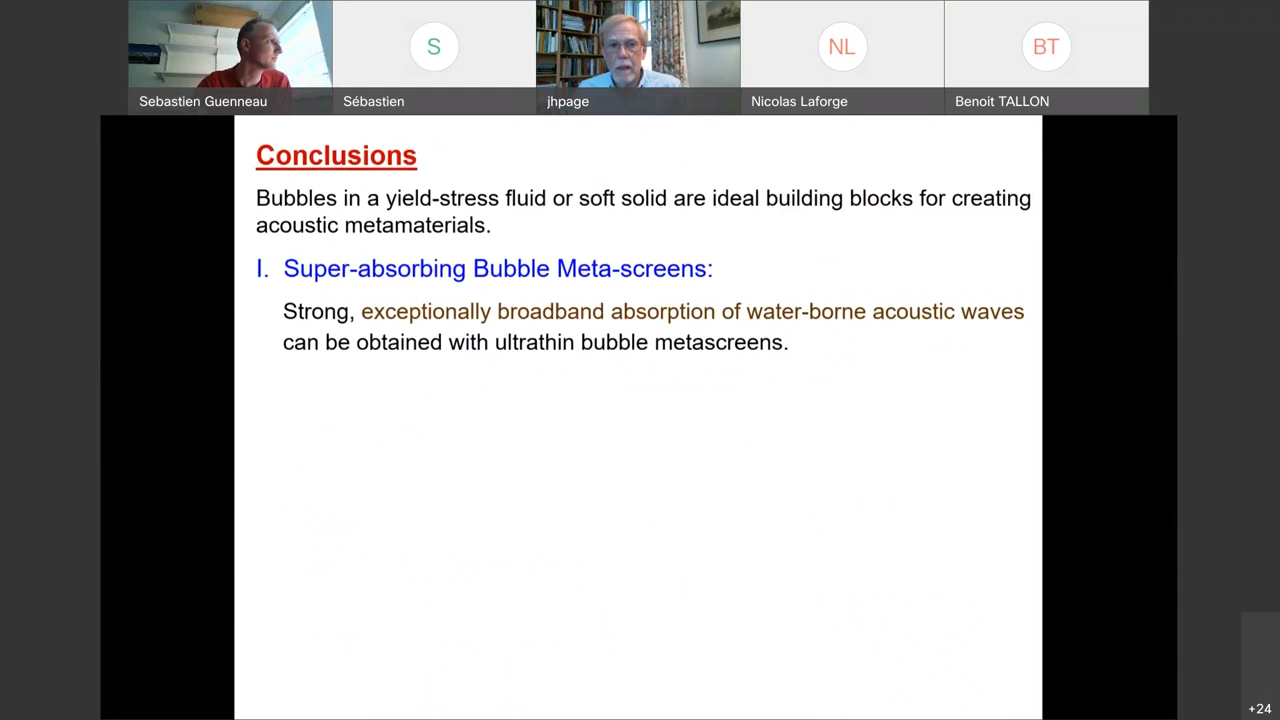 S
NL
BT
Sebastien Guenneau
Sébastien
jhpage
Nicolas Laforge
Benoit TALLON
Conclusions
Bubbles in a yield-stress fluid or soft solid are ideal building blocks for creating
acoustic metamaterials.
I. Super-absorbing Bubble Meta-screens:
Strong, exceptionally broadband absorption of water-borne acoustic waves
can be obtained with ultrathin bubble metascreens.
+24